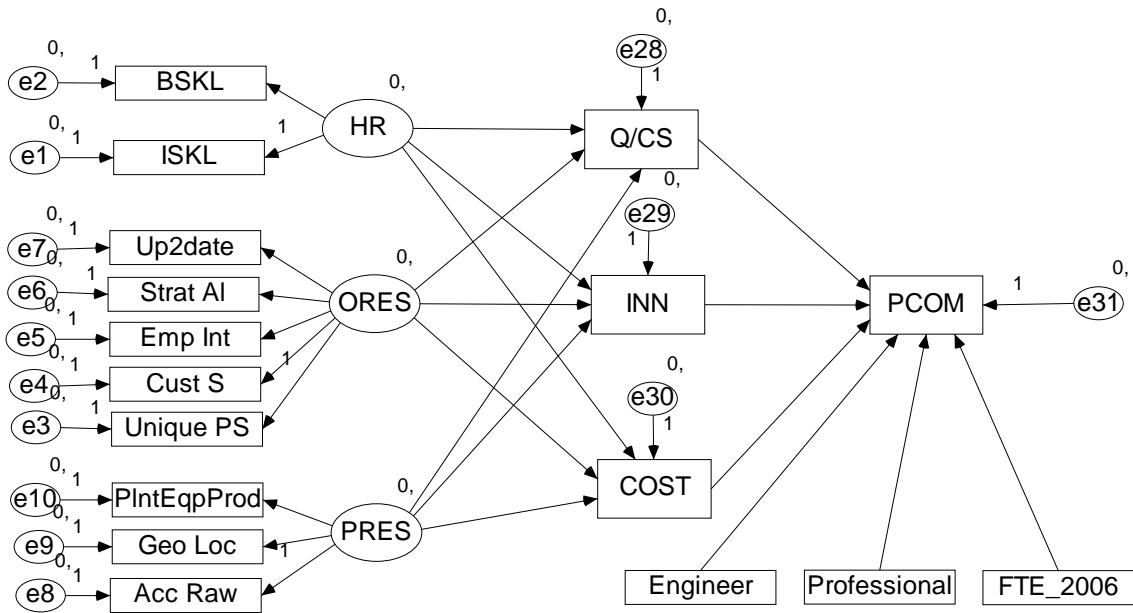 0,
e28
1
Q/CS
0,
e2
1
BSKL
0,
e1
1
ISKL
0,
HR
1
0,
e29
1
INN
0,
e7
1
Up2date
0,
e6
1
Strat Al
0,
e5
1
Emp Int
0,
e4
1
Cust S
0,
e3
1
Unique PS
0,
ORES
1
PCOM
1
0,
e31
0,
e30
1
COST
0,
e10
1
PlntEqpProd
0,
e9
1
Geo Loc
0,
e8
1
Acc Raw
0,
PRES
1
Engineer
Professional
FTE_2006